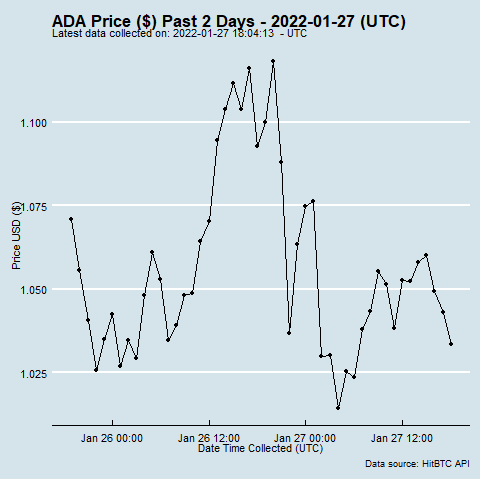 ADA Price ($) Past 2 Days - 2022-01-27 (UTC)
Latest data collected on: 2022-01-27 18:04:13 - UTC
Price USD ($)
1.100
1.075
1.050
1.025
Jan 26 00:00 Jan 26 12:00 Jan 27 00:00 Jan 27 12:00
Date Time Collected (UTC)
Data source: HitBTC API